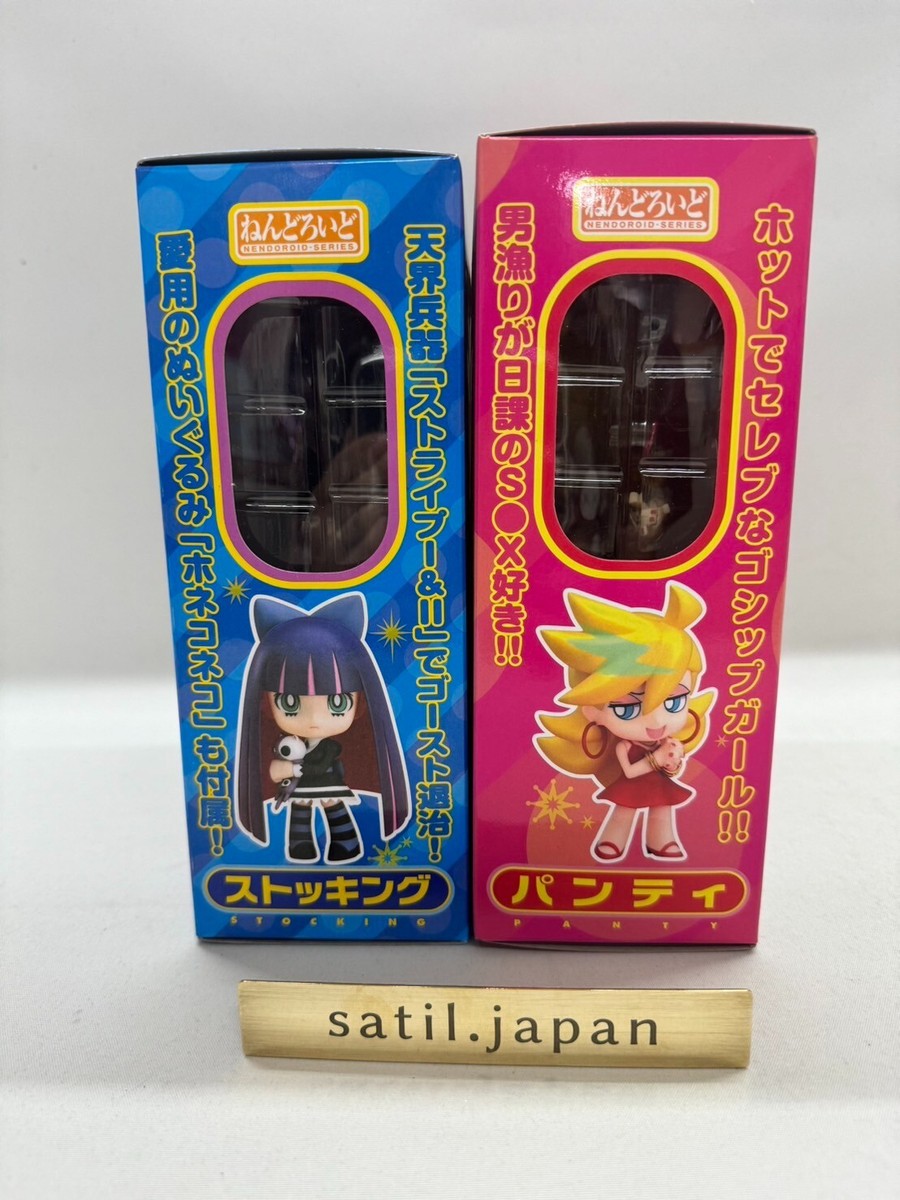 ねんどろいど
NENDOROID-SERIES
天界兵器「ストライプⅠ&Ⅱ」でゴースト退治！
愛用のぬいぐるみ「ホネコネコ」も付属！
ストッキング
STOCKING
ねんどろいど
NENDOROID-SERIES
ホットでセレブなゴシップガール!!
男漁りが日課のS●×好き!!
パンティ
PANTY
satil.japan